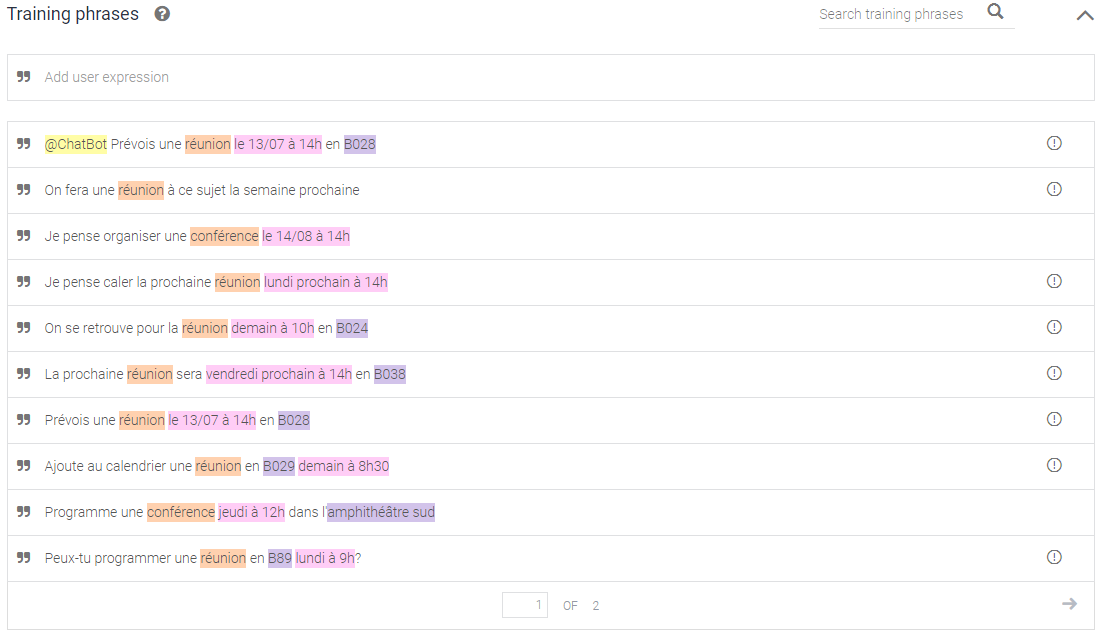 Training phrases
Search training phrases
Add user expression
@ChatBot Prévois une réunion le 13/07 à 14h en B028
On fera une réunion à ce sujet la semaine prochaine
Je pense organiser une conférence le 14/08 à 14h
Je pense caler la prochaine réunion lundi prochain à 14h
On se retrouve pour la réunion demain à 10h en B024
La prochaine réunion sera vendredi prochain à 14h en B038
Prévois une réunion le 13/07 à 14h en B028
Ajoute au calendrier une réunion en B029 demain à 8h30
Programme une conférence jeudi à 12h dans l'amphithéâtre sud
Peux-tu programmer une réunion en B89 lundi à 9h?
1 OF 2